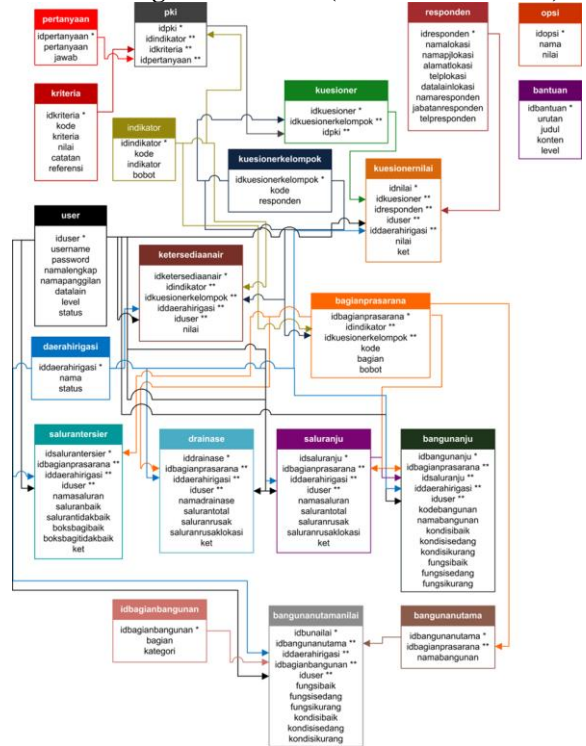 pertanyaan
idpertanyaan *
pertanyaan
jawab
pki
idpki *
idindikator **
idkriteria **
idpertanyaan **
responden
idresponden *
namalokasi
namapjlokasi
alamatlokasi
telplokasi
datalainlokasi
namaresponden
jabatanresponden
telpresponden
opsi
idopsi *
nama
nilai
kriteria
idkriteria *
kode
kriteria
nilai
catatan
referensi
indikator
idindikator *
kode
indikator
bobot
kuesioner
idkuesioner *
idkuesionerkelompok **
idpki **
bantuan
idbantuan *
urutan
judul
konten
level
kuesionerkelompok
idkuesionerkelompok *
kode
responden
kuesionernilai
idnilai *
idkuesioner **
idresponden **
iduser **
iddaerahirigasi **
nilai
ket
user
iduser *
username
password
namalengkap
namapanggilan
datalain
level
status
ketersediaanair
idketersediaanair *
idindikator **
idkuesionerkelompok **
iddaerahirigasi **
iduser **
nilai
bagianprasarana
idbagianprasarana *
idindikator **
idkuesionerkelompok **
kode
bagian
bobot
daerahirigasi
iddaerahirigasi *
nama
status
salurantersier
idsalurantersier *
idbagianprasarana **
iddaerahirigasi **
iduser **
namasaluran
saluranbaik
salurantidakbaik
boksbagibaik
boksbagitidakbaik
ket
drainase
iddrainase *
idbagianprasarana **
iddaerahirigasi **
iduser **
namadrainase
salurantotal
saluranrusak
saluranrusaklokasi
ket
saluranju
idsaluranju *
idbagianprasarana **
iddaerahirigasi **
iduser **
namasaluran
salurantotal
saluranrusak
saluranrusaklokasi
ket
bangunanju
idbangunanju *
idbagianprasarana **
idsaluranju **
iddaerahirigasi **
iduser **
kodebangunan
namabangunan
kondisibaik
kondisisedang
kondisikurang
fungsibaik
fungsisedang
fungsikurang
idbagianbangunan
idbagianbangunan *
bagian
kategori
bangunanutamanilai
idbunailai *
idbangunanutama **
iddaerahirigasi **
idbagianbangunan **
iduser **
fungsibaik
fungsisedang
fungsikurang
kondisibaik
kondisisedang
kondisikurang
bangunanutama
idbangunanutama *
idbagianprasarana **
namabangunan